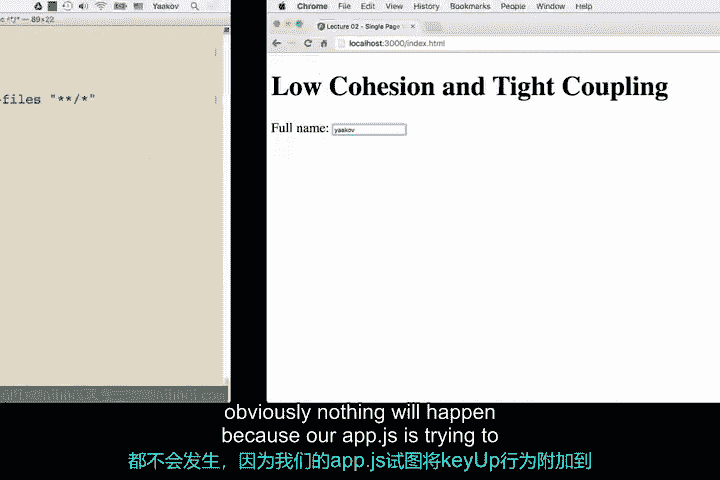 Yaakov
Chrome File Edit View History Bookmarks People Window Help
89×22
Lecture 02 - Single Page
localhost:3000/index.html
Low Cohesion and Tight Coupling
-files "**/*"
Full name: yaakov
obviously nothing will happen
because our app.js is trying to
都不会发生，因为我们的app.js试图将keyUp行为附加到